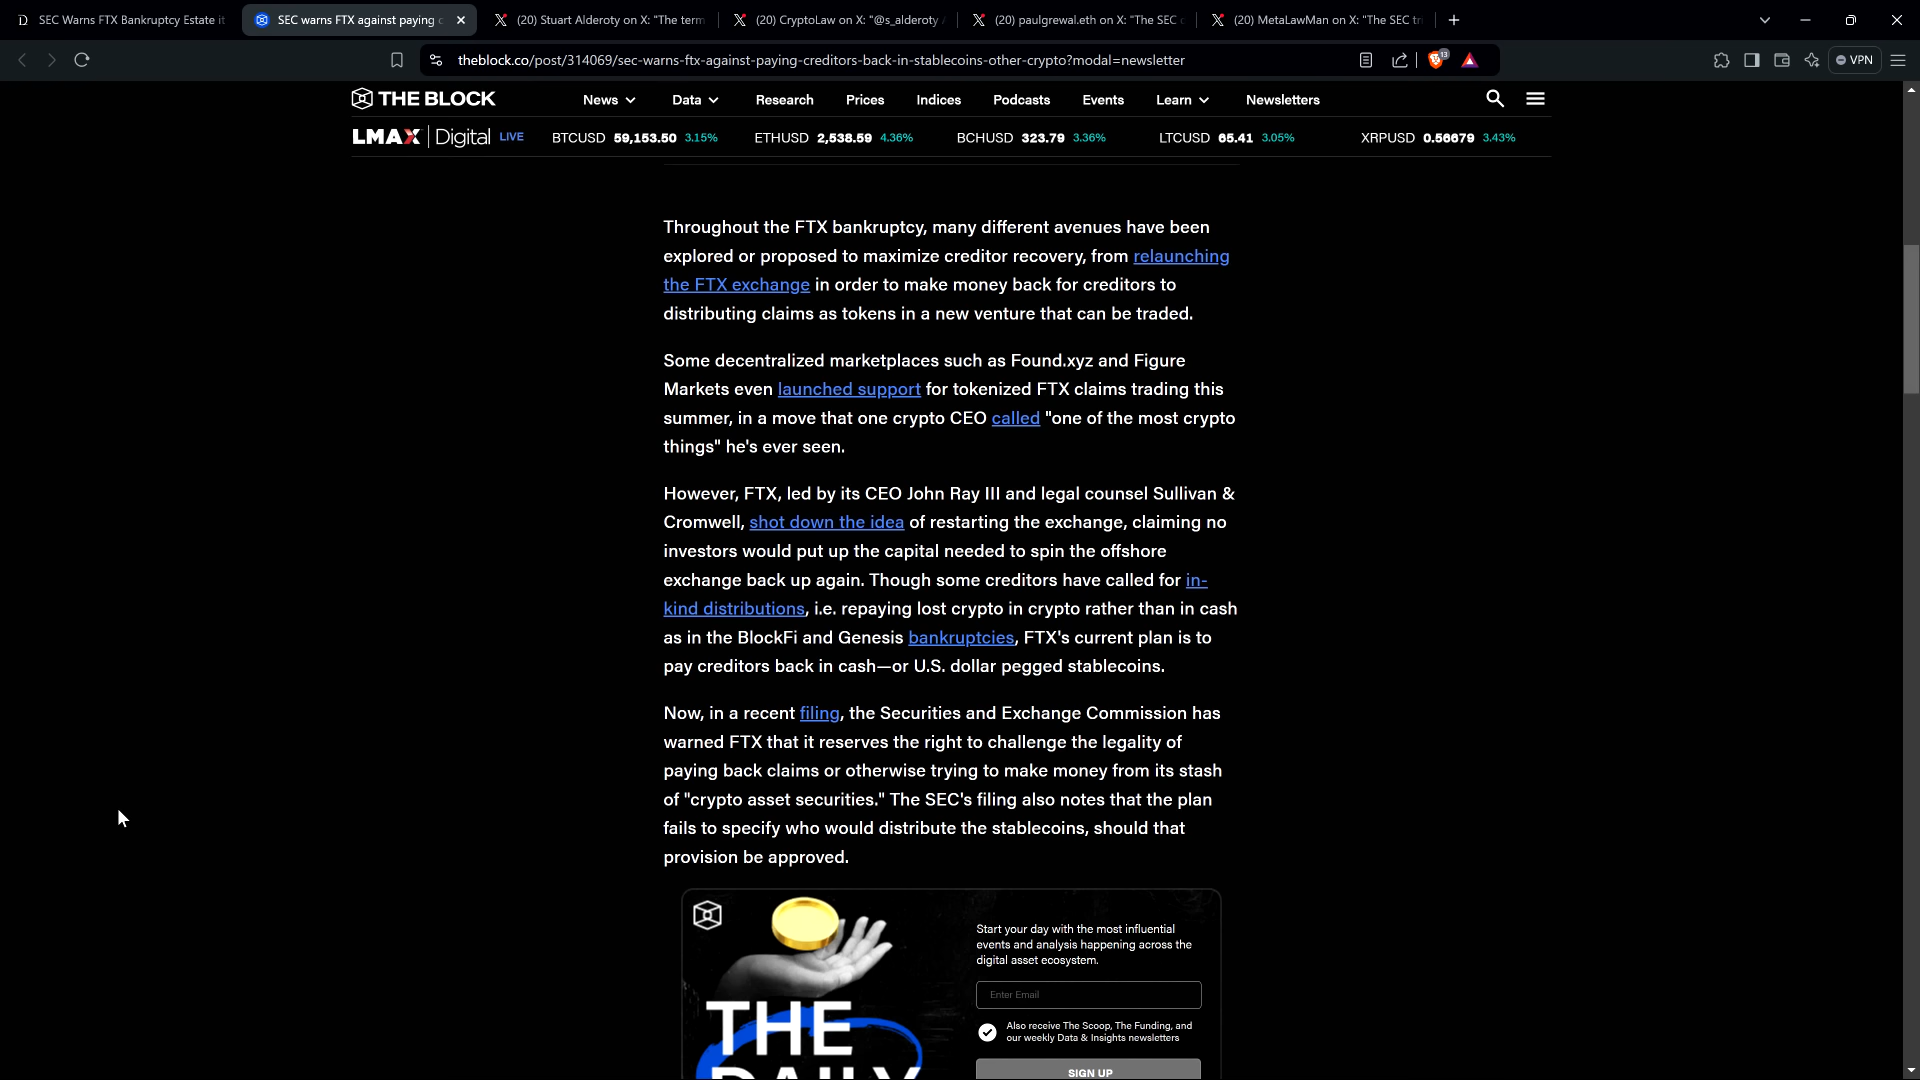 SEC Warns FTX Bankruptcy Estate it
SEC warns FTX against paying c
(20) Stuart Alderoty on X: "The term
(20) CryptoLaw on X: "@s_alderoty
(20) paulgrewal.eth on X: "The SEC c
(20) MetaLawMan on X: "The SEC tr
theblock.co/post/314069/sec-warns-ftx-against-paying-creditors-back-in-stablecoins-other-crypto?modal=newsletter
13
VPN
THE BLOCK
News
Data
Research
Prices
Indices
Podcasts
Events
Learn
Newsletters
LMAX Digital LIVE
BTCUSD 59,153.50 3.15%
ETHUSD 2,538.59 4.36%
BCHUSD 323.79 3.36%
LTCUSD 65.41 3.05%
XRPUSD 0.56679 3.43%
Throughout the FTX bankruptcy, many different avenues have been
explored or proposed to maximize creditor recovery, from relaunching
the FTX exchange in order to make money back for creditors to
distributing claims as tokens in a new venture that can be traded.
Some decentralized marketplaces such as Found.xyz and Figure
Markets even launched support for tokenized FTX claims trading this
summer, in a move that one crypto CEO called "one of the most crypto
things" he's ever seen.
However, FTX, led by its CEO John Ray III and legal counsel Sullivan &
Cromwell, shot down the idea of restarting the exchange, claiming no
investors would put up the capital needed to spin the offshore
exchange back up again. Though some creditors have called for in-
kind distributions, i.e. repaying lost crypto in crypto rather than in cash
as in the BlockFi and Genesis bankruptcies, FTX's current plan is to
pay creditors back in cash—or U.S. dollar pegged stablecoins.
Now, in a recent filing, the Securities and Exchange Commission has
warned FTX that it reserves the right to challenge the legality of
paying back claims or otherwise trying to make money from its stash
of "crypto asset securities." The SEC's filing also notes that the plan
fails to specify who would distribute the stablecoins, should that
provision be approved.
Start your day with the most influential
events and analysis happening across the
digital asset ecosystem.
Enter Email
Also receive The Scoop, The Funding, and
our weekly Data & Insights newsletters
SIGN UP
THE
DAILY